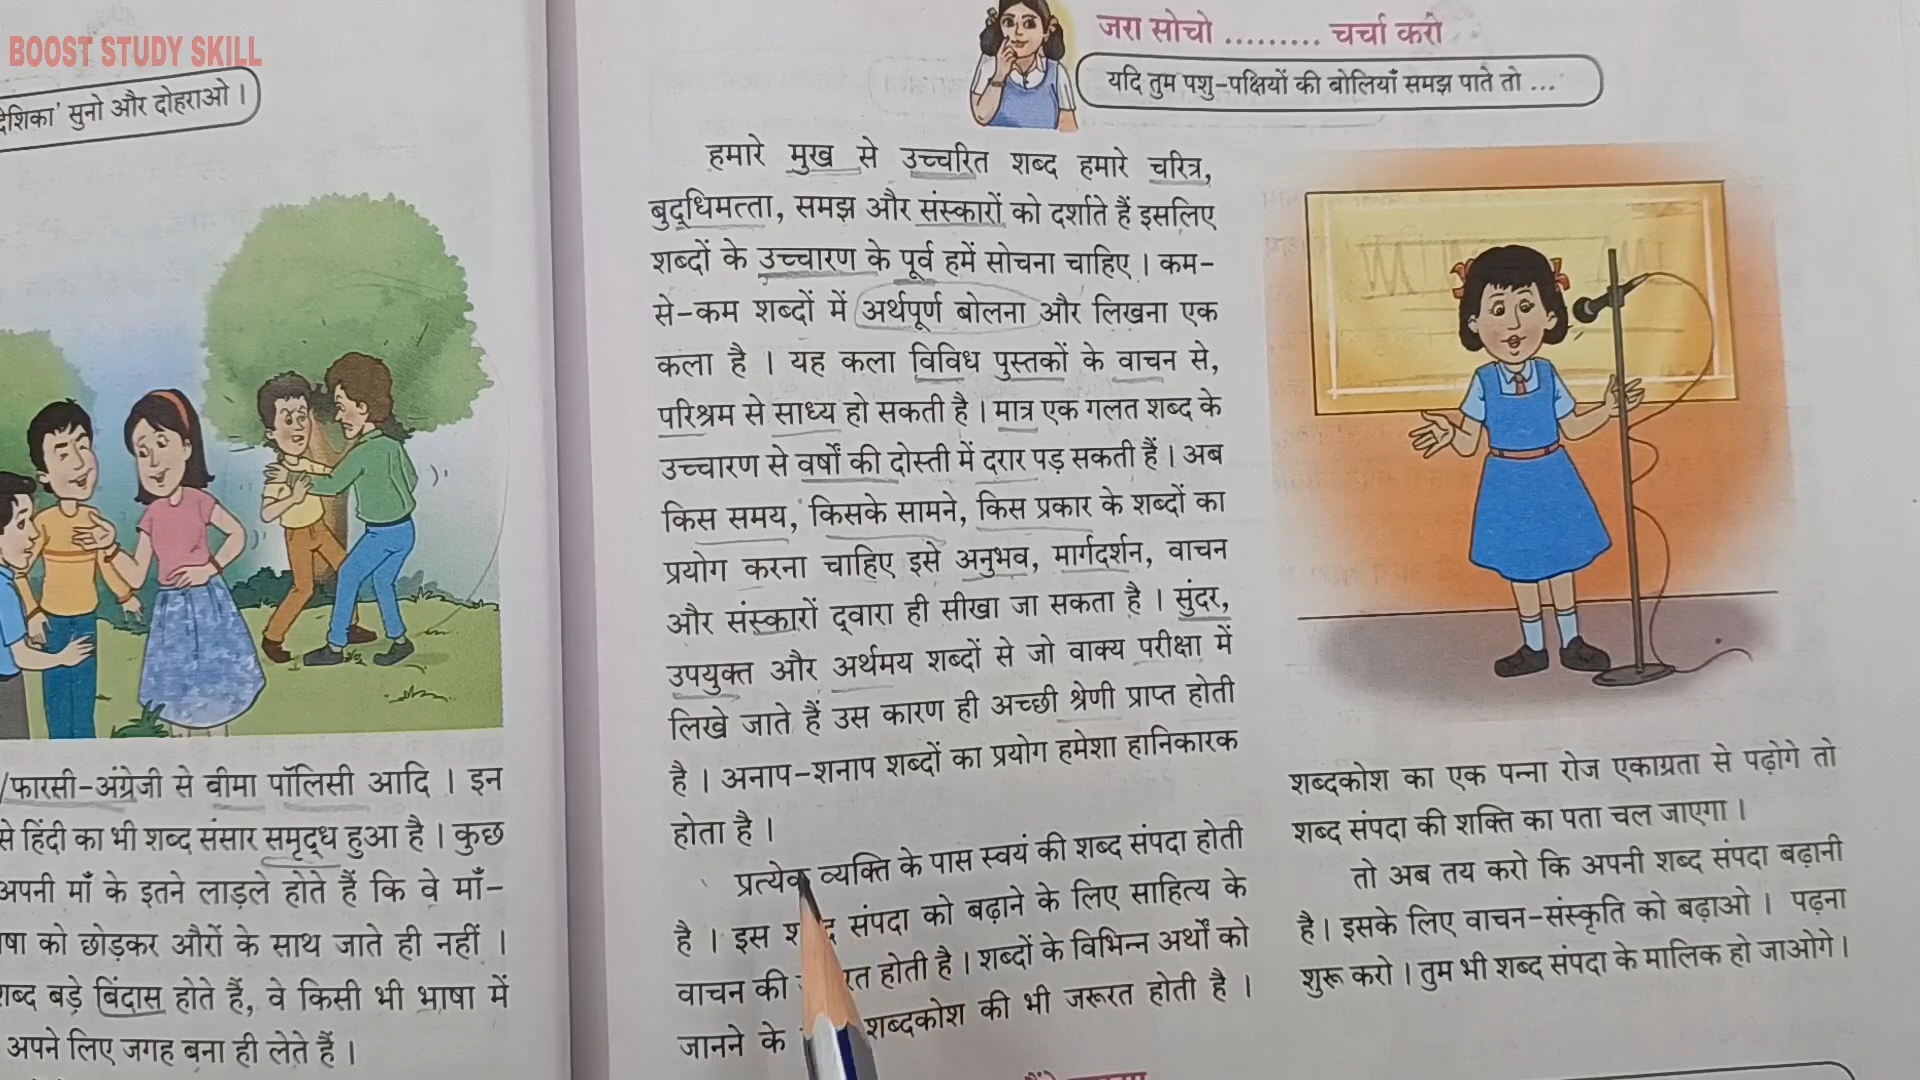 BOOST STUDY SKILL
सुनो और दोहराओ ।
/फारसी-अंग्रेजी से बीमा पॉलिसी आदि । इन
से हिंदी का भी शब्द संसार समृद्ध हुआ है । कुछ
अपनी माँ के इतने लाड़ले होते हैं कि वे माँ-
को छोड़कर औरों के साथ जाते ही नहीं ।
बड़े बिंदास होते हैं, वे किसी भी भाषा में
अपने लिए जगह बना ही लेते हैं ।
जरा सोचो ......... चर्चा करो
यदि तुम पशु-पक्षियों की बोलियाँ समझ पाते तो ...
हमारे मुख से उच्चरित शब्द हमारे चरित्र,
बुद्धिमत्ता, समझ और संस्कारों को दर्शाते हैं इसलिए
शब्दों के उच्चारण के पूर्व हमें सोचना चाहिए । कम-
से-कम शब्दों में अर्थपूर्ण बोलना और लिखना एक
कला है । यह कला विविध पुस्तकों के वाचन से,
परिश्रम से साध्य हो सकती है । मात्र एक गलत शब्द के
उच्चारण से वर्षों की दोस्ती में दरार पड़ सकती हैं । अब
किस समय, किसके सामने, किस प्रकार के शब्दों का
प्रयोग करना चाहिए इसे अनुभव, मार्गदर्शन, वाचन
और संस्कारों द्वारा ही सीखा जा सकता है । सुंदर,
उपयुक्त और अर्थमय शब्दों से जो वाक्य परीक्षा में
लिखे जाते हैं उस कारण ही अच्छी श्रेणी प्राप्त होती
है । अनाप-शनाप शब्दों का प्रयोग हमेशा हानिकारक
होता है ।
प्रत्येक व्यक्ति के पास स्वयं की शब्द संपदा होती
है । इस संपदा को बढ़ाने के लिए साहित्य के
वाचन की होती है । शब्दों के विभिन्न अर्थों को
जानने के शब्दकोश की भी जरूरत होती है ।
शब्दकोश का एक पन्ना रोज एकाग्रता से पढ़ोगे तो
शब्द संपदा की शक्ति का पता चल जाएगा ।
तो अब तय करो कि अपनी शब्द संपदा बढ़ानी
है । इसके लिए वाचन-संस्कृति को बढ़ाओ । पढ़ना
शुरू करो । तुम भी शब्द संपदा के मालिक हो जाओगे ।